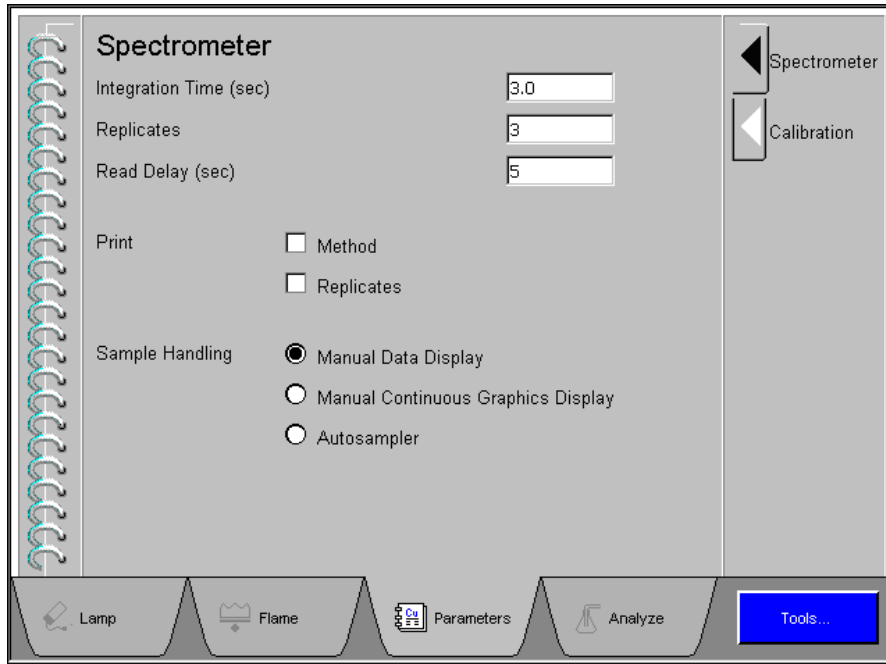 Spectrometer
Integration Time (sec) 3.0
Replicates 3
Read Delay (sec) 5
Print Method
Replicates
Sample Handling Manual Data Display
Manual Continuous Graphics Display
Autosampler
Spectrometer
Calibration
Lamp Flame Cu Parameters Analyze Tools...